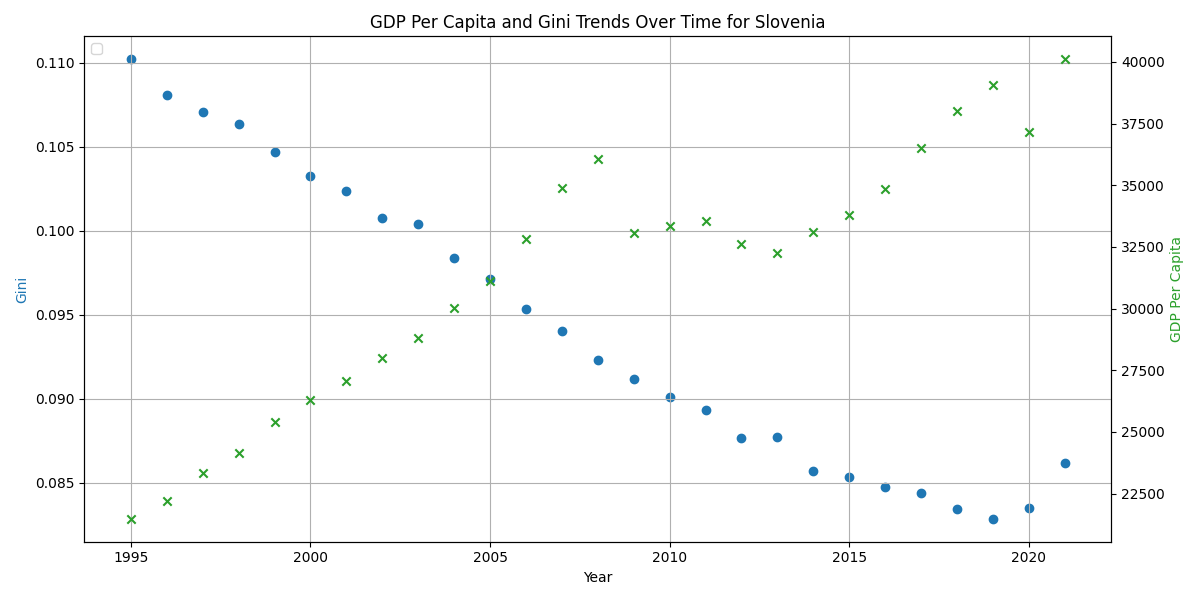 GDP Per Capita and Gini Trends Over Time for Slovenia
0.110
0.105
0.100
0.095
0.090
0.085
Gini
40000
37500
35000
32500
30000
27500
25000
22500
GDP Per Capita
1995 2000 2005 2010 2015 2020
Year